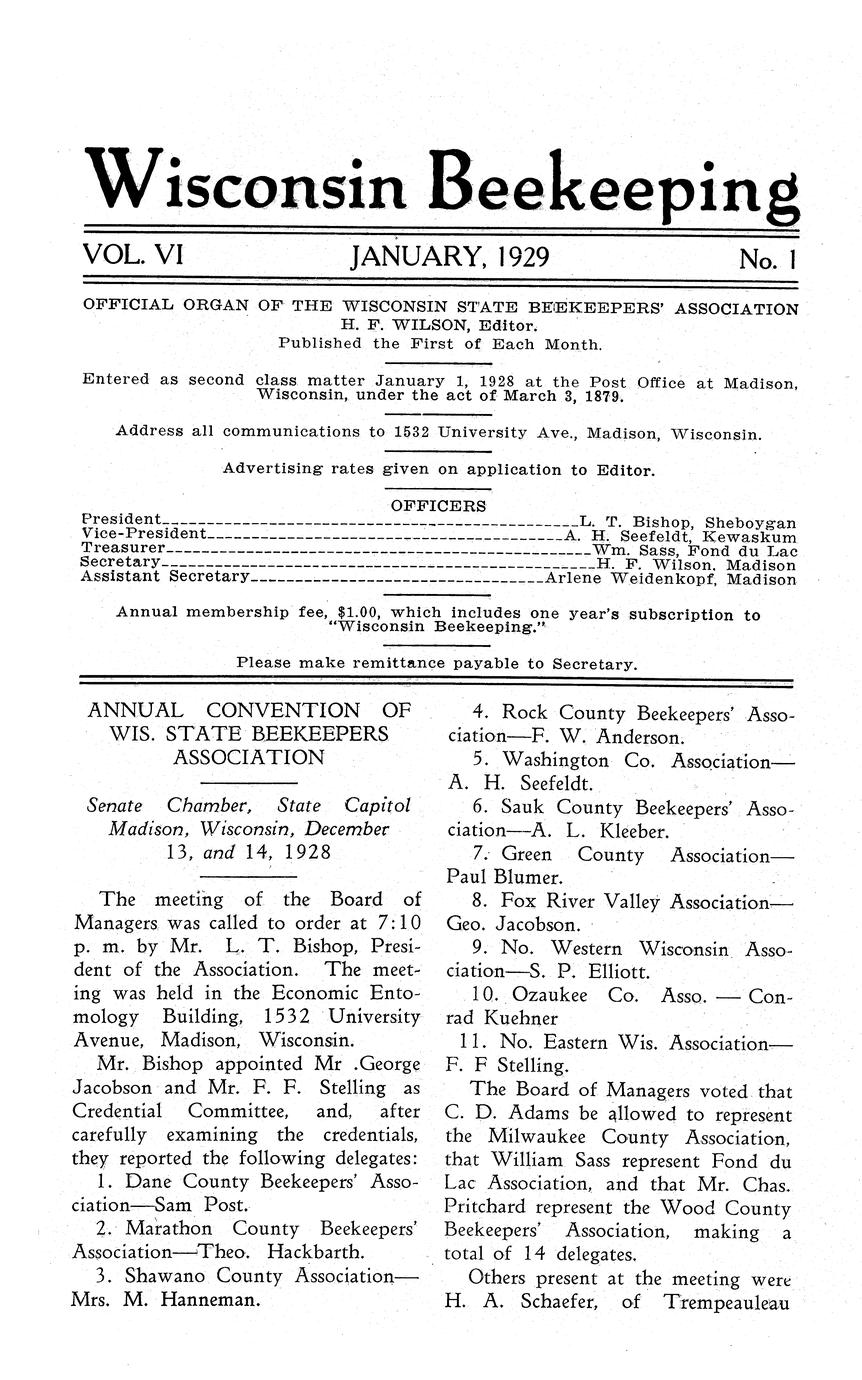 Wisconsin Beekeeping
VOL. VI JANUARY, 1929 No. 1
OFFICIAL ORGAN OF THE WISCONSIN STATE BEEKEEPERS' ASSOCIATION
H. F. WILSON, Editor.
Published the First of Each Month.
Entered as second class matter January 1, 1928 at the Post Office at Madison,
Wisconsin, under the act of March 3, 1879.
Address all communications to 1532 University Ave., Madison, Wisconsin.
Advertising rates given on application to Editor.
OFFICERS
President L. T. Bishop, Sheboygan
Vice-President A. H. Seefeldt, Kewaskum
Treasurer Wm. Sass, Fond du Lac
Secretary H. F. Wilson. Madison
Assistant Secretary Arlene Weidenkopf, Madison
Annual membership fee, $1.00, which includes one year's subscription to
"Wisconsin Beekeeping."
Please make remittance payable to Secretary.
ANNUAL CONVENTION OF
WIS. STATE BEEKEEPERS
ASSOCIATION
Senate Chamber, State Capitol
Madison, Wisconsin, December
13, and 14, 1928
The meeting of the Board of
Managers was called to order at 7:10
p. m. by Mr. L. T. Bishop, Presi-
dent of the Association. The meet-
ing was held in the Economic Ento-
mology Building, 1532 University
Avenue, Madison, Wisconsin.
Mr. Bishop appointed Mr .George
Jacobson and Mr. F. F. Stelling as
Credential Committee, and, after
carefully examining the credentials,
they reported the following delegates:
1. Dane County Beekeepers' Asso-
ciation—Sam Post.
2. Marathon County Beekeepers'
Association—Theo. Hackbarth.
3. Shawano County Association—
Mrs. M. Hanneman.
4. Rock County Beekeepers' Asso-
ciation—F. W. Anderson.
5. Washington Co. Association—
A. H. Seefeldt.
6. Sauk County Beekeepers' Asso-
ciation—A. L. Kleeber.
7. Green County Association—
Paul Blumer.
8. Fox River Valley Association—
Geo. Jacobson.
9. No. Western Wisconsin Asso-
ciation—S. P. Elliott.
10. Ozaukee Co. Asso. — Con-
rad Kuehner
11. No. Eastern Wis. Association—
F. F Stelling.
The Board of Managers voted that
C. D. Adams be allowed to represent
the Milwaukee County Association,
that William Sass represent Fond du
Lac Association, and that Mr. Chas.
Pritchard represent the Wood County
Beekeepers' Association, making a
total of 14 delegates.
Others present at the meeting were
H. A. Schaefer, of Trempeauleau